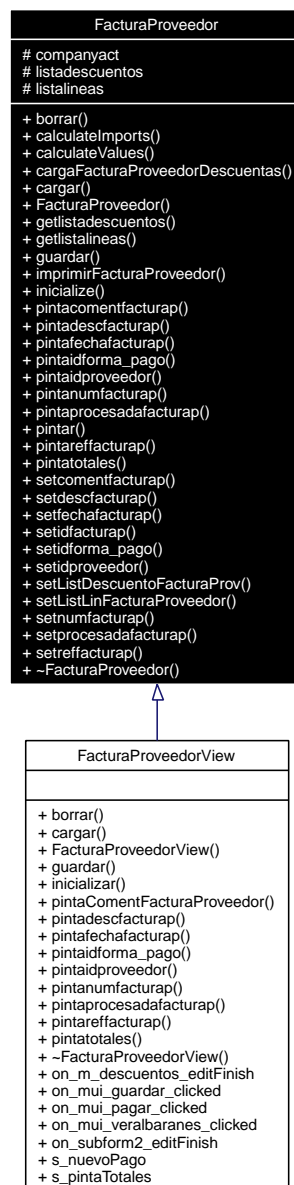 FacturaProveedor
# companyact
# listadescuentos
# listalineas
+ borrar()
+ calculateImports()
+ calculateValues()
+ cargaFacturaProveedorDescuentas()
+ cargar()
+ FacturaProveedor()
+ getlistadescuentos()
+ getlistalineas()
+ guardar()
+ imprimirFacturaProveedor()
+ inicialize()
+ pintacomentfacturap()
+ pintadescfacturap()
+ pintafechafacturap()
+ pintaidforma_pago()
+ pintaidproveedor()
+ pintanumfacturap()
+ pintaprocesadafacturap()
+ pintar()
+ pintareffacturap()
+ pintatotales()
+ setcomentfacturap()
+ setdescfacturap()
+ setfechafacturap()
+ setidfacturap()
+ setidforma_pago()
+ setidproveedor()
+ setListDescuentoFacturaProv()
+ setListLinFacturaProveedor()
+ setnumfacturap()
+ setprocesadafacturap()
+ setreffacturap()
+ ~FacturaProveedor()
FacturaProveedorView
+ borrar()
+ cargar()
+ FacturaProveedorView()
+ guardar()
+ inicializar()
+ pintaComentFacturaProveedor()
+ pintadescfacturap()
+ pintafechafacturap()
+ pintaidforma_pago()
+ pintaidproveedor()
+ pintanumfacturap()
+ pintaprocesadafacturap()
+ pintareffacturap()
+ pintatotales()
+ ~FacturaProveedorView()
+ on_m_descuentos_editFinish
+ on_mui_guardar_clicked
+ on_mui_pagar_clicked
+ on_mui_veralbaranes_clicked
+ on_subform2_editFinish
+ s_nuevoPago
+ s_pintaTotales